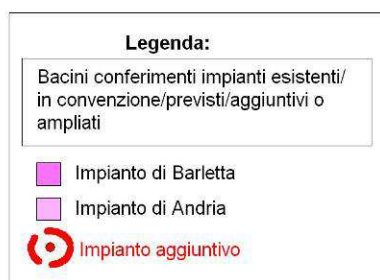 Legenda:
Bacini conferimenti impianti esistenti/
in convenzione/previsti/aggiuntivi o
ampliati
Impianto di Barletta
Impianto di Andria
Impianto aggiuntivo